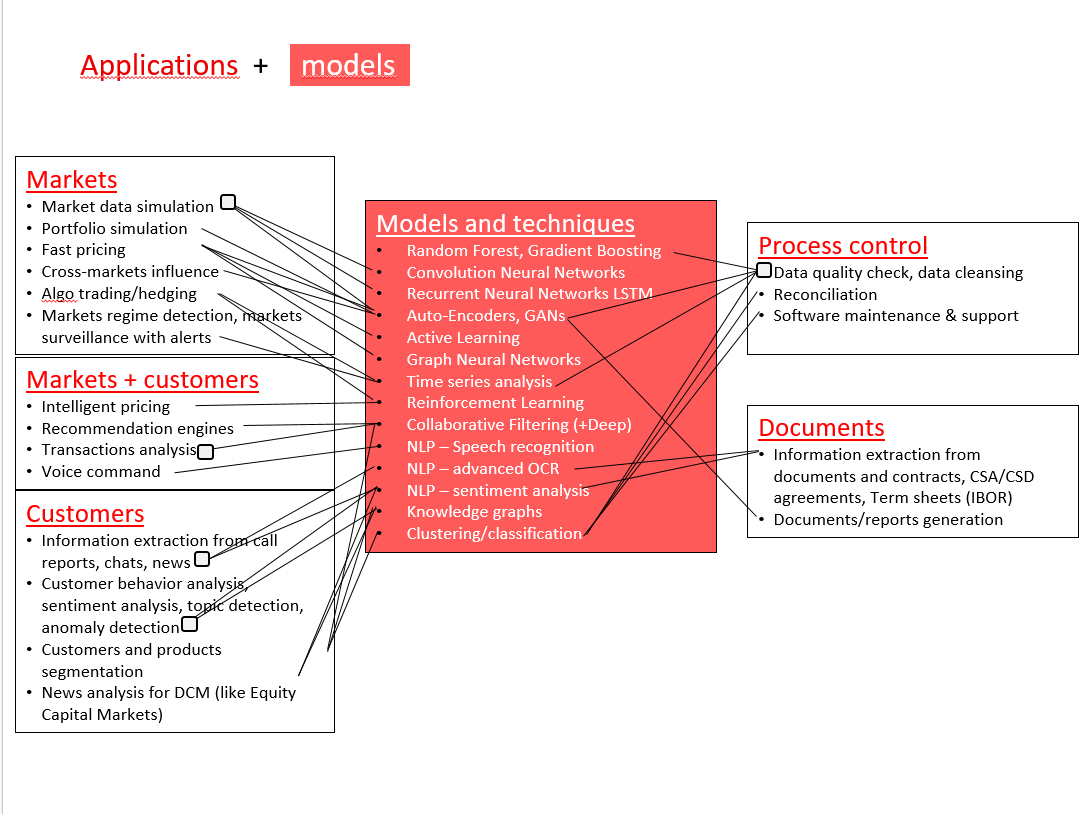 Applications + models
Markets
• Market data simulation
• Portfolio simulation
• Fast pricing
• Cross-markets influence
• Algo trading/hedging
• Markets regime detection, markets
surveillance with alerts
Markets + customers
• Intelligent pricing
• Recommendation engines
• Transactions analysis
• Voice command
Customers
• Information extraction from call
reports, chats, news
• Customer behavior analysis,
sentiment analysis, topic detection,
anomaly detection
• Customers and products
segmentation
• News analysis for DCM (like Equity
Capital Markets)
Models and techniques
• Random Forest, Gradient Boosting
• Convolution Neural Networks
• Recurrent Neural Networks LSTM
• Auto-Encoders, GANs
• Active Learning
• Graph Neural Networks
• Time series analysis
• Reinforcement Learning
• Collaborative Filtering (+Deep)
• NLP – Speech recognition
• NLP – advanced OCR
• NLP – sentiment analysis
• Knowledge graphs
• Clustering/classification
Process control
Data quality check, data cleansing
• Reconciliation
• Software maintenance & support
Documents
• Information extraction from
documents and contracts, CSA/CSD
agreements, Term sheets (IBOR)
• Documents/reports generation